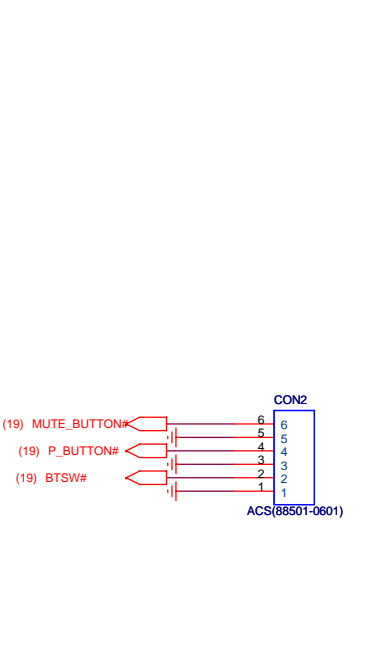 CON2
(19) MUTE_BUTTON# 6 6
5 5
(19) P_BUTTON# 4 4
3 3
(19) BTSW# 2 2
1 1
ACS(88501-0601)